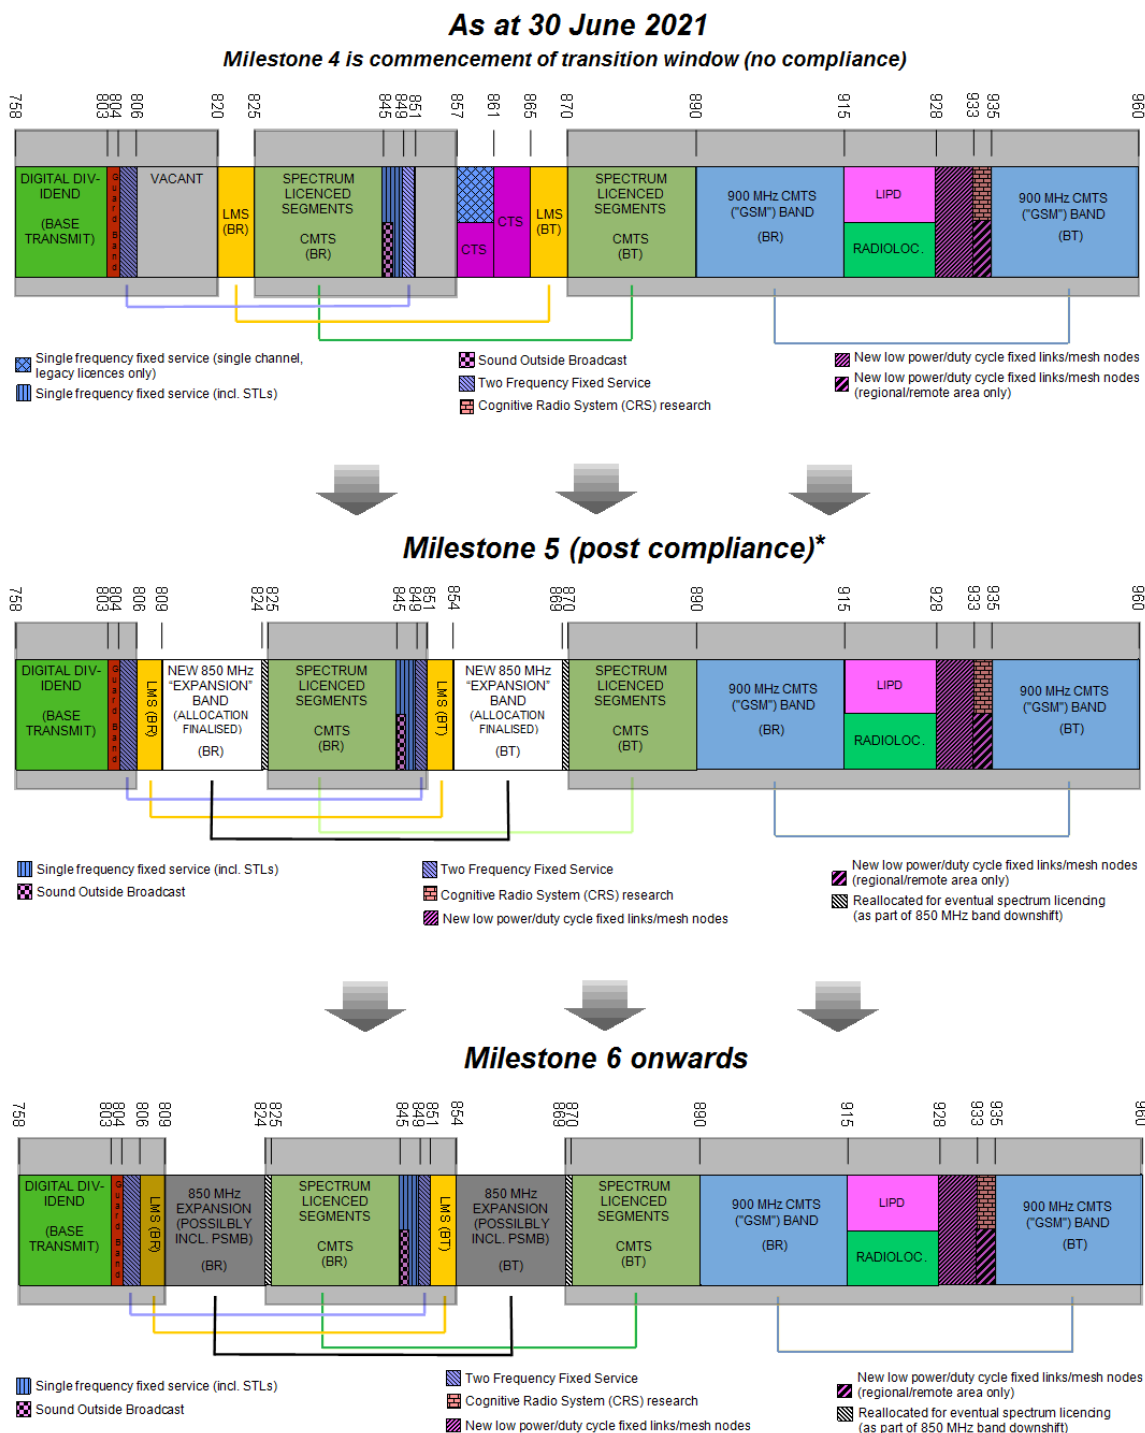 As at 30 June 2021
Milestone 4 is commencement of transition window (no compliance)
758
803
804
806
820
825
845
849
851
857
861
865
870
890
915
928
933
935
960
DIGITAL DIV-
IDEND
(BASE
TRANSMIT)
Guard Band
VACANT
LMS
(BR)
SPECTRUM
LICENCED
SEGMENTS
CMTS
(BR)
CTS
CTS
LMS
(BT)
SPECTRUM
LICENCED
SEGMENTS
CMTS
(BT)
900 MHz CMTS
("GSM") BAND
(BR)
LIPD
RADIOLOC.
900 MHz CMTS
("GSM") BAND
(BT)
Single frequency fixed service (single channel,
legacy licences only)
Single frequency fixed service (incl. STLs)
Sound Outside Broadcast
Two Frequency Fixed Service
Cognitive Radio System (CRS) research
New low power/duty cycle fixed links/mesh nodes
New low power/duty cycle fixed links/mesh nodes
(regional/remote area only)
Milestone 5 (post compliance)*
758
803
804
806
809
824
825
845
849
851
854
869
870
890
915
928
933
935
960
DIGITAL DIV-
IDEND
(BASE
TRANSMIT)
Guard Band
LMS (BR)
NEW 850 MHz
“EXPANSION”
BAND
(ALLOCATION
FINALISED)
(BR)
SPECTRUM
LICENCED
SEGMENTS
CMTS
(BR)
LMS (BT)
NEW 850 MHz
“EXPANSION”
BAND
(ALLOCATION
FINALISED)
(BT)
SPECTRUM
LICENCED
SEGMENTS
CMTS
(BT)
900 MHz CMTS
("GSM") BAND
(BR)
LIPD
RADIOLOC.
900 MHz CMTS
("GSM") BAND
(BT)
Single frequency fixed service (incl. STLs)
Sound Outside Broadcast
Two Frequency Fixed Service
Cognitive Radio System (CRS) research
New low power/duty cycle fixed links/mesh nodes
New low power/duty cycle fixed links/mesh nodes
(regional/remote area only)
Reallocated for eventual spectrum licencing
(as part of 850 MHz band downshift)
Milestone 6 onwards
758
803
804
806
809
824
825
845
849
851
854
869
870
890
915
928
933
935
960
DIGITAL DIV-
IDEND
(BASE
TRANSMIT)
Guard Band
LMS (BR)
850 MHz
EXPANSION
(POSSILBLY
INCL. PSMB)
(BR)
SPECTRUM
LICENCED
SEGMENTS
CMTS
(BR)
LMS (BT)
850 MHz
EXPANSION
(POSSILBLY
INCL. PSMB)
(BT)
SPECTRUM
LICENCED
SEGMENTS
CMTS
(BT)
900 MHz CMTS
("GSM") BAND
(BR)
LIPD
RADIOLOC.
900 MHz CMTS
("GSM") BAND
(BT)
Single frequency fixed service (incl. STLs)
Sound Outside Broadcast
Two Frequency Fixed Service
Cognitive Radio System (CRS) research
New low power/duty cycle fixed links/mesh nodes
New low power/duty cycle fixed links/mesh nodes
(regional/remote area only)
Reallocated for eventual spectrum licencing
(as part of 850 MHz band downshift)